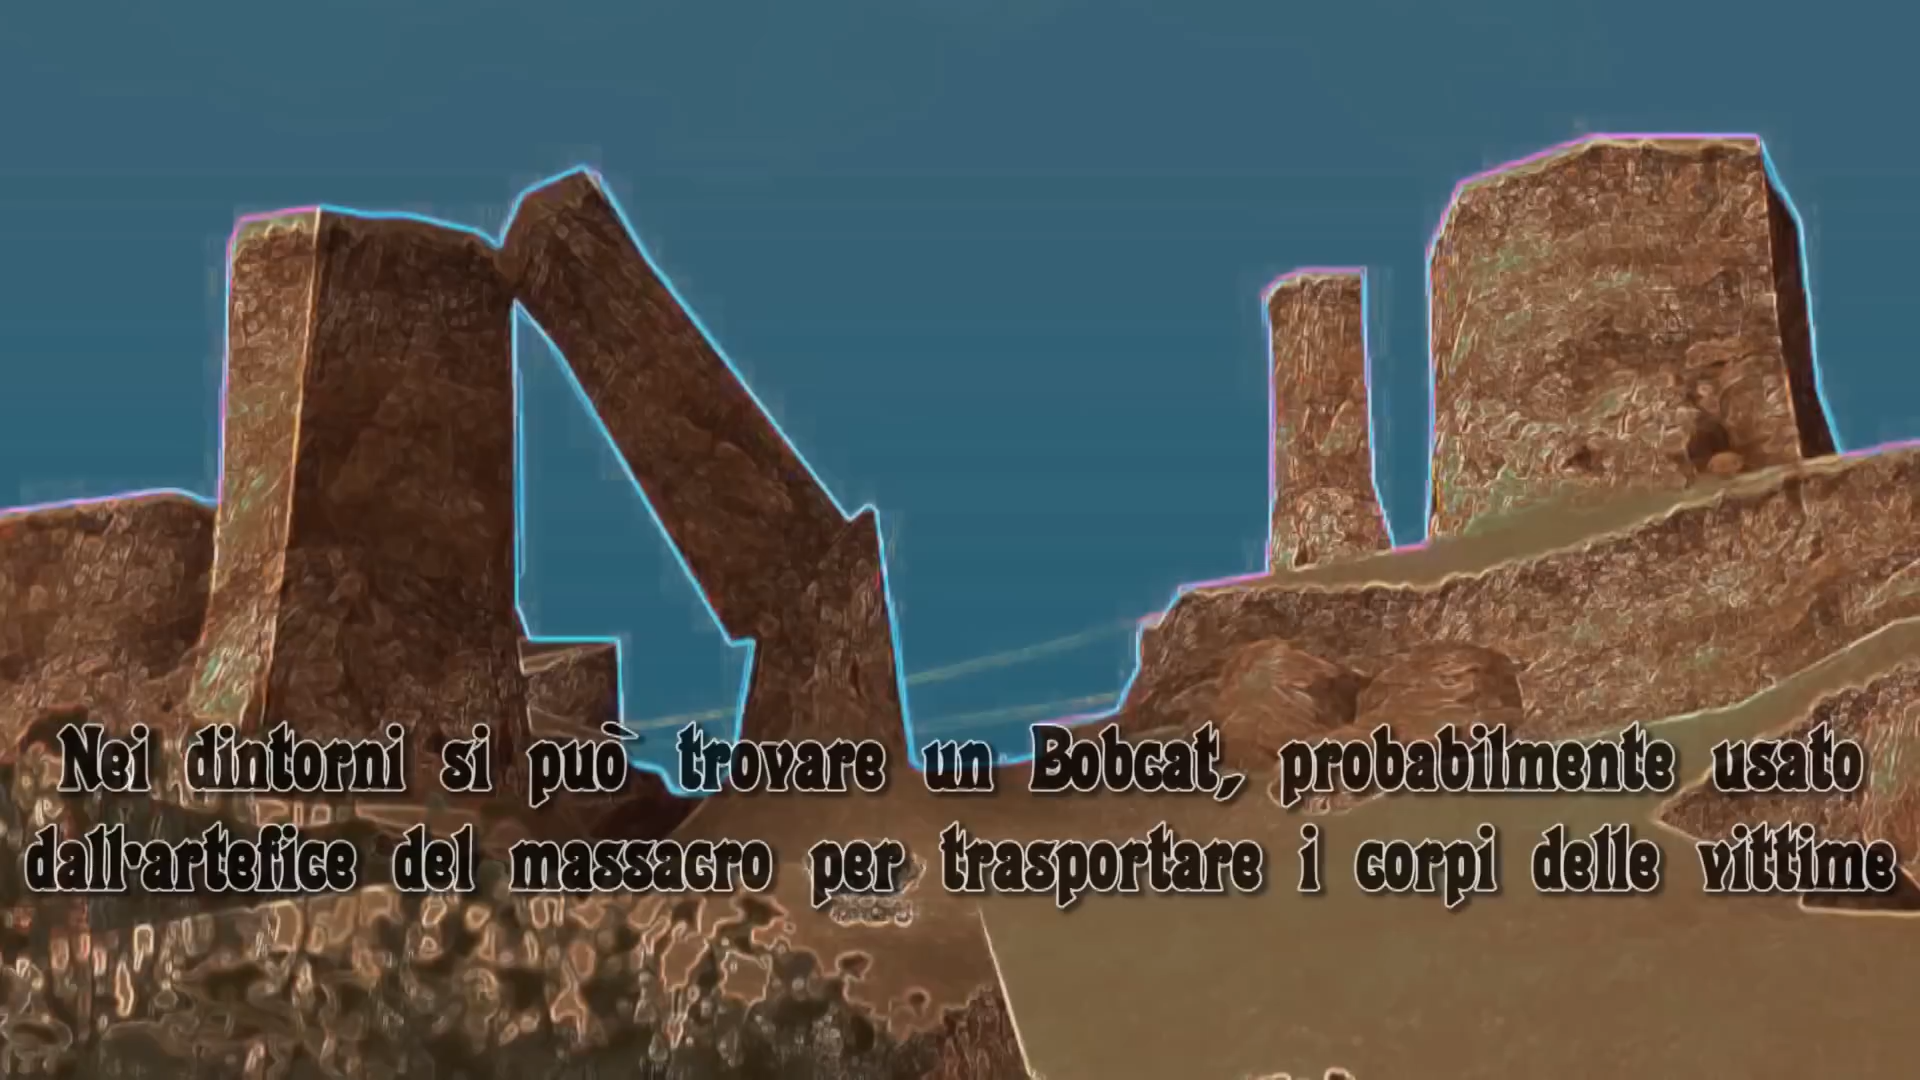 Nei dintorni si può trovare un Bobcat, probabilmente usato
dall'artefice del massacro per trasportare i corpi delle vittime